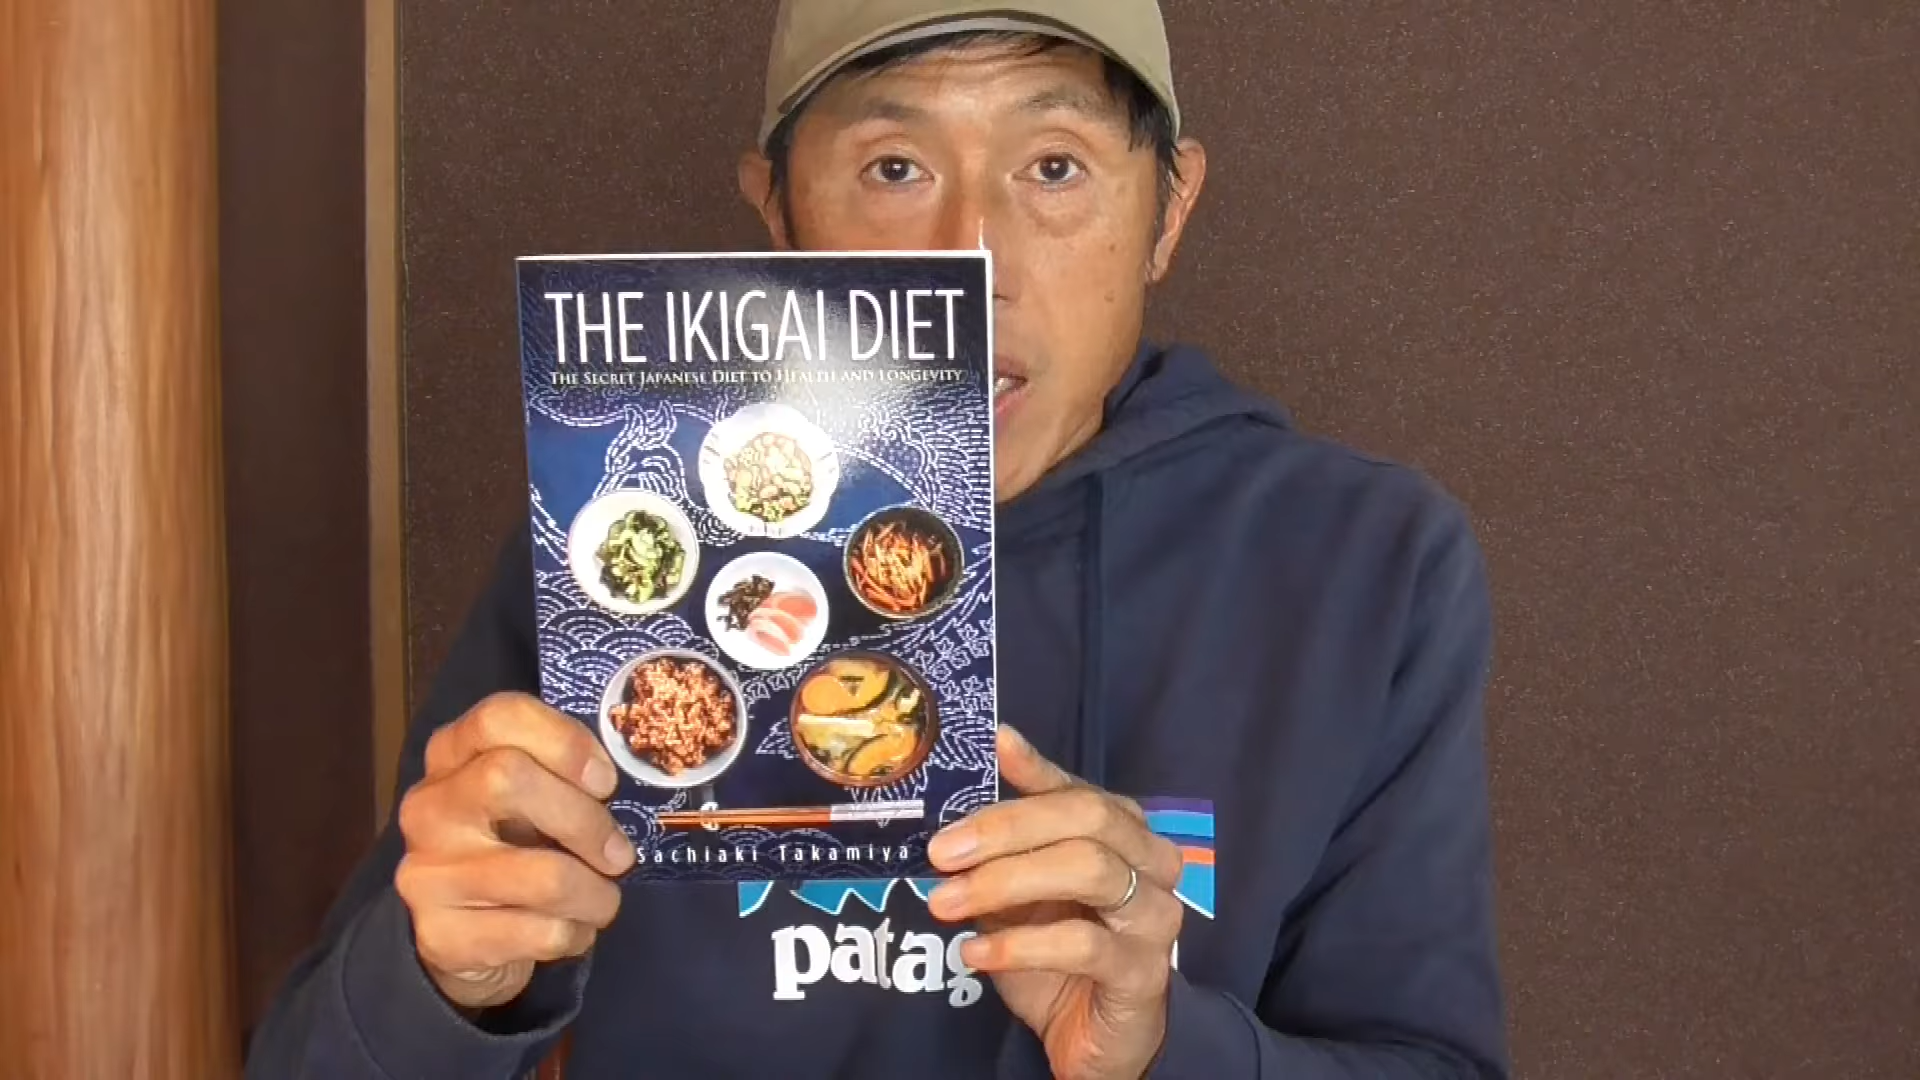 THE IKIGAI DIET
THE SECRET JAPANESE DIET TO HEALTH AND LONGEVITY
Sachiaki Takamiya
patag